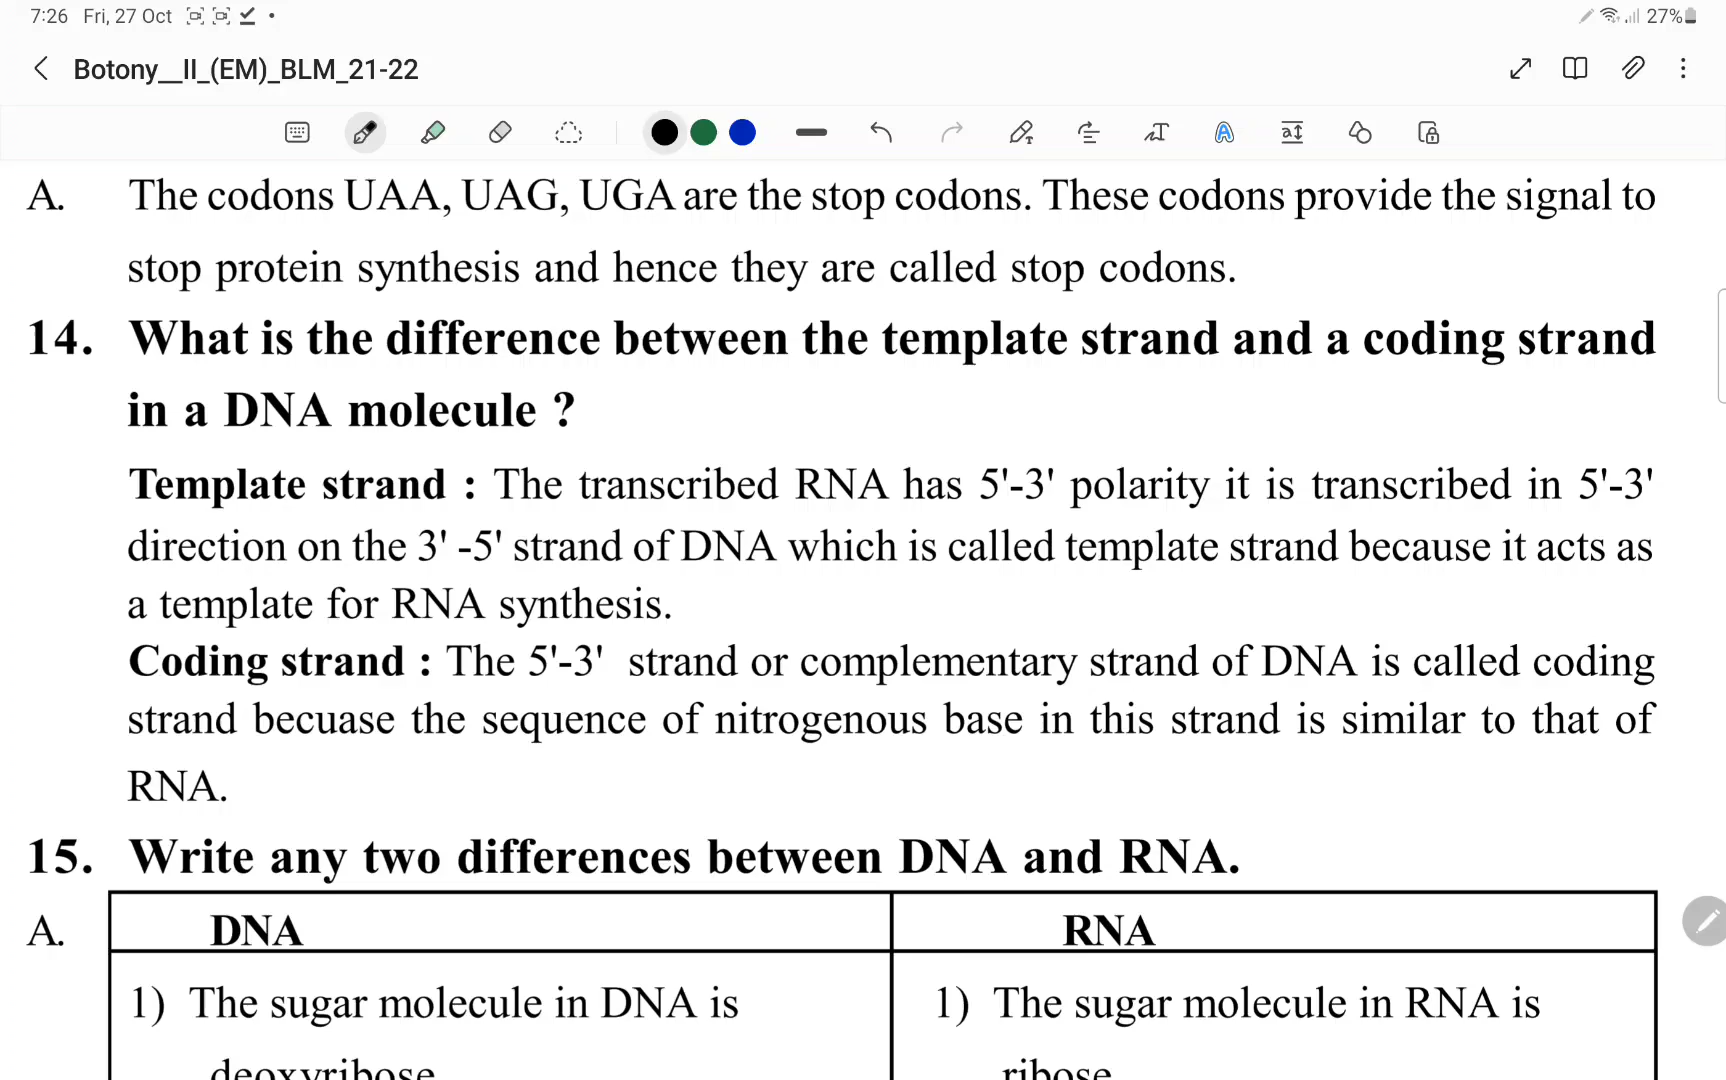 7:26 Fri, 27 Oct
27%
Botony__II_(EM)_BLM_21-22
A. The codons UAA, UAG, UGA are the stop codons. These codons provide the signal to
stop protein synthesis and hence they are called stop codons.
14. What is the difference between the template strand and a coding strand
in a DNA molecule ?
Template strand : The transcribed RNA has 5'-3' polarity it is transcribed in 5'-3'
direction on the 3' -5' strand of DNA which is called template strand because it acts as
a template for RNA synthesis.
Coding strand : The 5'-3' strand or complementary strand of DNA is called coding
strand becuase the sequence of nitrogenous base in this strand is similar to that of
RNA.
15. Write any two differences between DNA and RNA.
A. DNA RNA
1) The sugar molecule in DNA is 1) The sugar molecule in RNA is
deoxyribose ribose